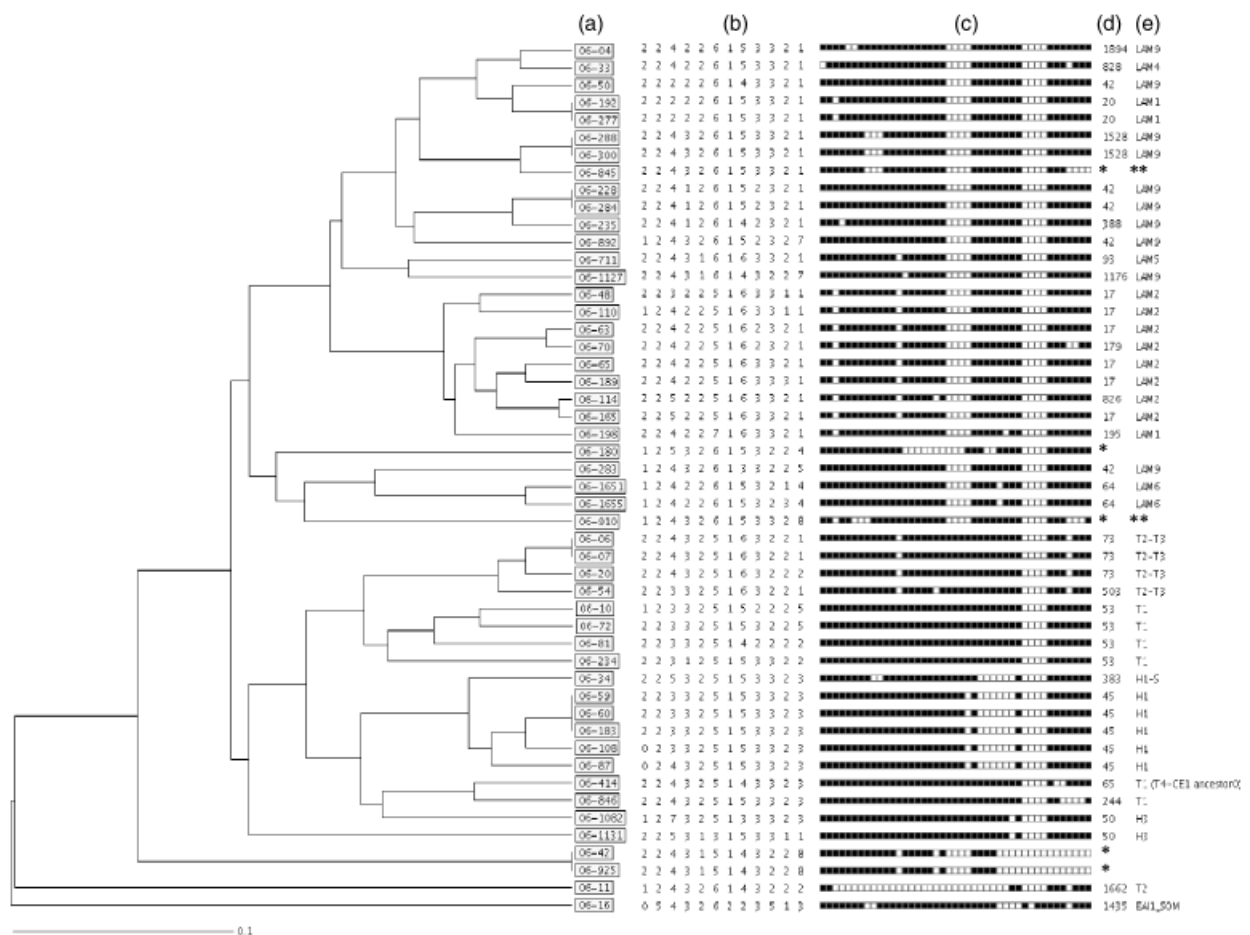 (a) (b) (c) (d) (e)
06-04 2 2 4 2 2 6 1 5 3 3 2 1 1894 LAM9
06-33 2 2 4 2 2 6 1 5 3 3 2 1 828 LAM4
06-50 2 2 2 2 2 6 1 4 3 3 2 1 42 LAM9
06-192 2 2 2 2 2 6 1 5 3 3 2 1 20 LAM1
06-277 2 2 2 2 2 6 1 5 3 3 2 1 20 LAM1
06-288 2 2 4 3 2 6 1 5 3 3 2 1 1528 LAM9
06-300 2 2 4 3 2 6 1 5 3 3 2 1 1528 LAM9
06-845 2 2 4 3 2 6 1 5 3 3 2 1 * **
06-228 2 2 4 1 2 6 1 5 2 3 2 1 42 LAM9
06-284 2 2 4 1 2 6 1 5 2 3 2 1 42 LAM9
06-235 2 2 4 1 2 6 1 4 2 3 2 1 388 LAM9
06-892 1 2 4 3 2 6 1 5 2 3 2 7 42 LAM9
06-711 2 2 4 3 1 6 1 6 3 3 2 1 93 LAM5
06-1127 2 2 4 3 1 6 1 4 3 2 2 7 1176 LAM9
06-48 2 2 3 2 2 5 1 6 3 3 1 1 17 LAM2
06-110 1 2 4 2 2 5 1 6 3 3 1 1 17 LAM2
06-63 2 2 4 2 2 5 1 6 2 3 2 1 17 LAM2
06-70 2 2 4 2 2 5 1 6 2 3 2 1 179 LAM2
06-65 2 2 4 2 2 5 1 6 3 3 2 1 17 LAM2
06-189 2 2 4 2 2 5 1 6 3 3 3 1 17 LAM2
06-114 2 2 5 2 2 5 1 6 3 3 2 1 826 LAM2
06-165 2 2 5 2 2 5 1 6 3 3 2 1 17 LAM2
06-198 2 2 4 2 2 7 1 6 3 3 2 1 195 LAM1
06-180 1 2 5 3 2 6 1 5 3 2 2 4 *
06-283 1 2 4 3 2 6 1 3 3 2 2 5 42 LAM9
06-1651 1 2 4 2 2 6 1 5 3 2 1 4 64 LAM6
06-1655 1 2 4 2 2 6 1 5 3 2 3 4 64 LAM6
06-910 1 2 4 3 2 6 1 5 3 3 2 8 * **
06-06 2 2 4 3 2 5 1 6 3 2 2 1 73 T2-T3
06-07 2 2 4 3 2 5 1 6 3 2 2 1 73 T2-T3
06-20 2 2 4 3 2 5 1 6 3 2 2 2 73 T2-T3
06-54 2 2 3 3 2 5 1 6 3 2 2 1 503 T2-T3
06-10 1 2 3 3 2 5 1 5 2 2 2 5 53 T1
06-72 2 2 3 3 2 5 1 5 3 2 2 5 53 T1
06-81 2 2 3 3 2 5 1 4 2 2 2 2 53 T1
06-234 2 2 3 1 2 5 1 5 3 3 2 2 53 T1
06-34 2 2 5 3 2 5 1 5 3 3 2 3 383 H1-S
06-59 2 2 3 3 2 5 1 5 3 3 2 3 45 H1
06-60 2 2 3 3 2 5 1 5 3 3 2 3 45 H1
06-183 2 2 3 3 2 5 1 5 3 3 2 3 45 H1
06-108 0 2 3 3 2 5 1 5 3 3 2 3 45 H1
06-87 0 2 4 3 2 5 1 5 3 3 2 3 45 H1
06-414 2 2 4 3 2 5 1 4 3 3 2 3 65 T1 (T4-CE1 ancestor0)
06-846 2 2 4 3 2 5 1 5 3 3 2 3 244 T1
06-1082 1 2 7 3 2 5 1 3 3 3 2 3 50 H3
06-1131 2 2 5 3 1 3 1 5 3 3 1 1 50 H3
06-42 2 2 4 3 1 5 1 4 3 2 2 8 *
06-925 2 2 4 3 1 5 1 4 3 2 2 8 *
06-11 1 2 4 3 2 6 1 4 3 2 2 2 1662 T2
06-16 0 5 4 3 2 6 2 2 3 5 1 3 1435 EAI1_SOM
0.1